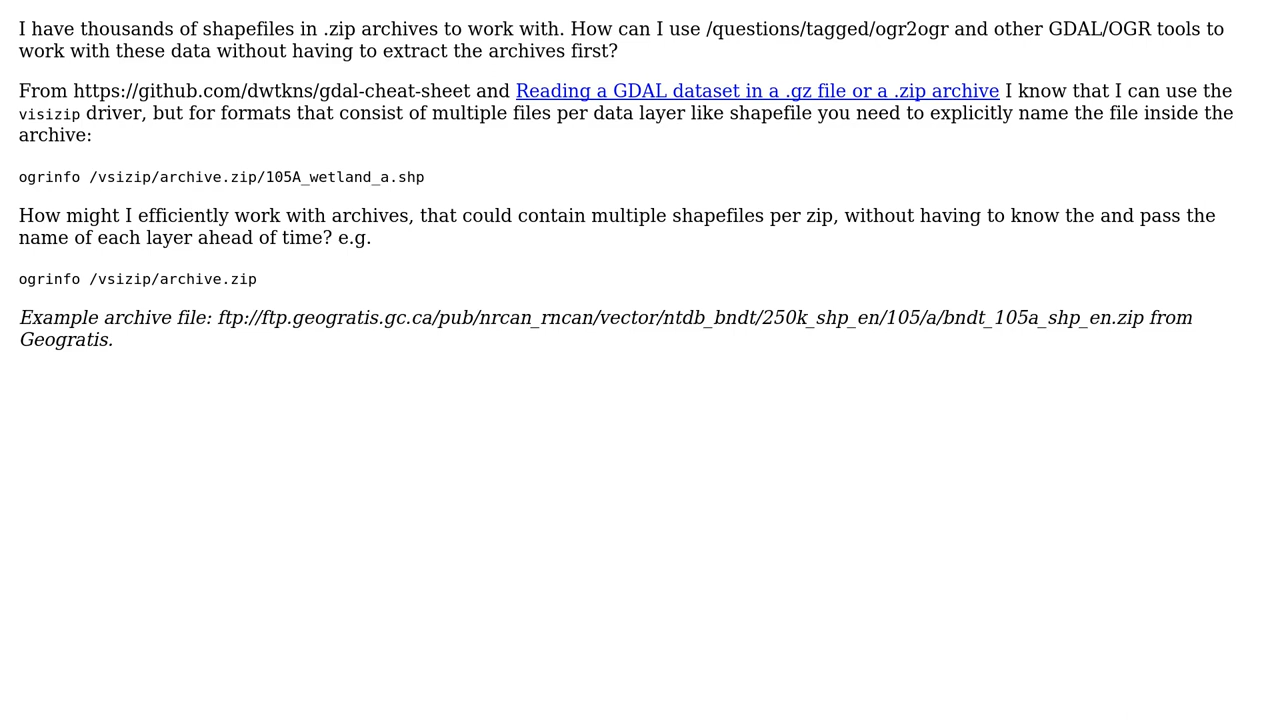 I have thousands of shapefiles in .zip archives to work with. How can I use /questions/tagged/ogr2ogr and other GDAL/OGR tools to
work with these data without having to extract the archives first?
From https://github.com/dwtkns/gdal-cheat-sheet and Reading a GDAL dataset in a .gz file or a .zip archive I know that I can use the
visizip driver, but for formats that consist of multiple files per data layer like shapefile you need to explicitly name the file inside the
archive:
ogrinfo /vsizip/archive.zip/105A_wetland_a.shp
How might I efficiently work with archives, that could contain multiple shapefiles per zip, without having to know the and pass the
name of each layer ahead of time? e.g.
ogrinfo /vsizip/archive.zip
Example archive file: ftp://ftp.geogratis.gc.ca/pub/nrcan_rncan/vector/ntdb_bndt/250k_shp_en/105/a/bndt_105a_shp_en.zip from
Geogratis.